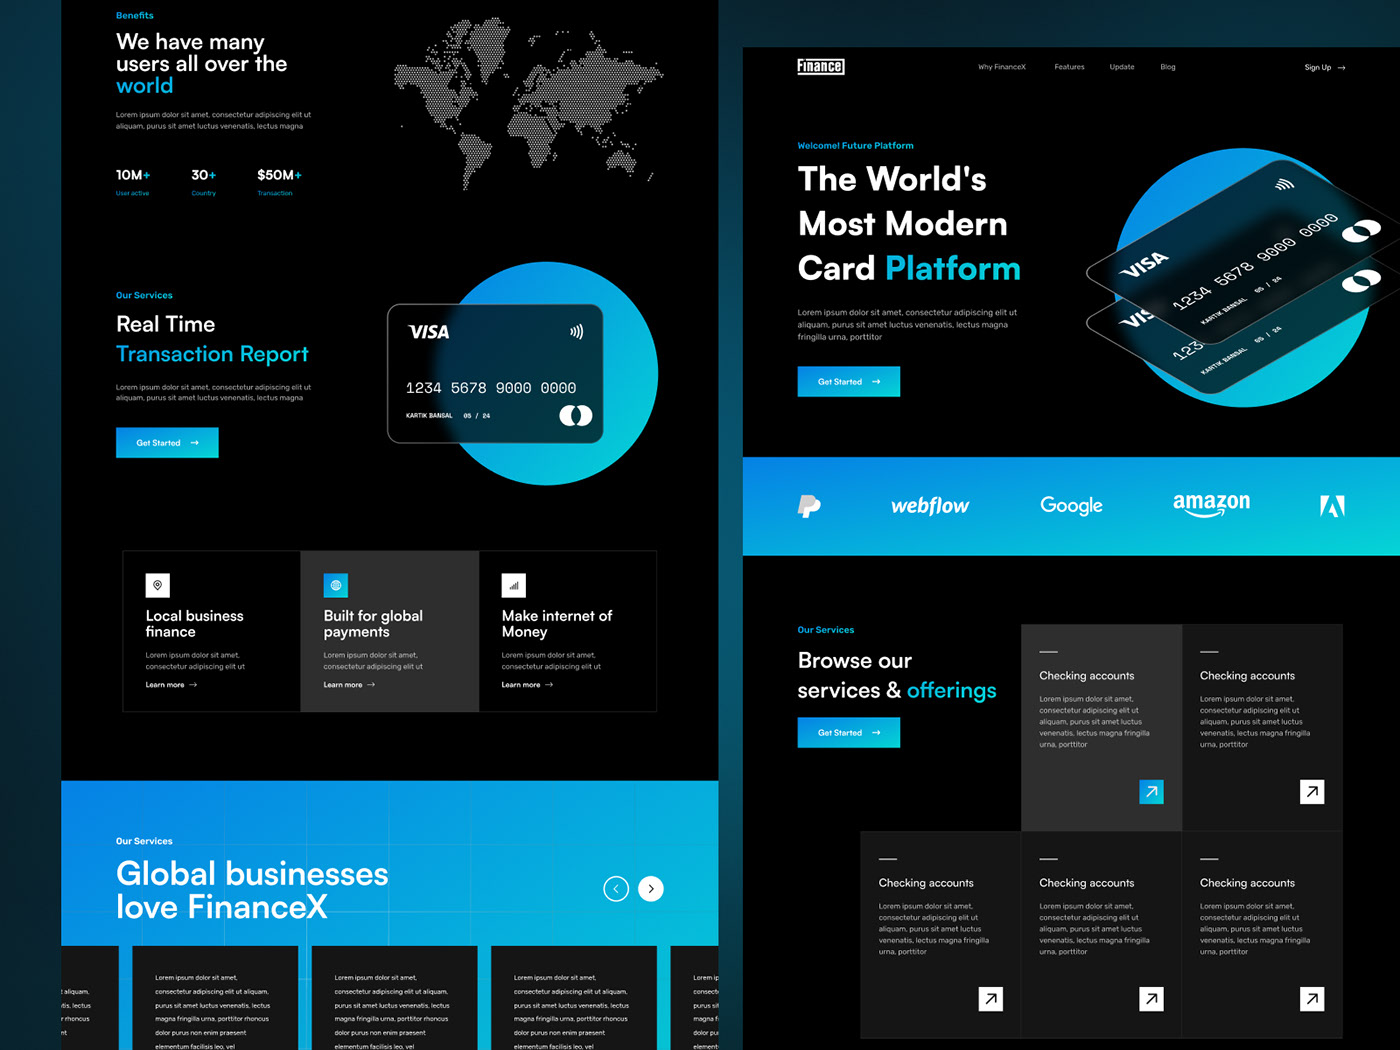 Benefits
We have many
users all over the
world
Lorem ipsum dolor sit amet, consectetur adipiscing elit ut
aliquam, purus sit amet luctus venenatis, lectus magna
10M+
30+
$50M+
User active
Country
Transaction
Our Services
Real Time
Transaction Report
Lorem ipsum dolor sit amet, consectetur adipiscing elit ut
aliquam, purus sit amet luctus venenatis, lectus magna
Get Started
VISA
1234 5678 9000 0000
KARTIK BANSAL 05 / 24
Local business
finance
Lorem ipsum dolor sit amet,
consectetur adipiscing elit ut
Learn more
Built for global
payments
Lorem ipsum dolor sit amet,
consectetur adipiscing elit ut
Learn more
Make internet of
Money
Lorem ipsum dolor sit amet,
consectetur adipiscing elit ut
Learn more
Our Services
Global businesses
love FinanceX
t aliquam,
tis, lectus
r rhoncus
nt
Lorem ipsum dolor sit amet,
consectetur adipiscing elit ut aliquam,
purus sit amet luctus venenatis, lectus
magna fringilla urna, porttitor rhoncus
dolor purus non enim praesent
elementum facilisis leo, vel
Lorem ipsum dolor sit amet,
consectetur adipiscing elit ut aliquam,
purus sit amet luctus venenatis, lectus
magna fringilla urna, porttitor rhoncus
dolor purus non enim praesent
elementum facilisis leo, vel
Lorem ipsum dolor sit amet,
consectetur adipiscing elit ut aliquam,
purus sit amet luctus venenatis, lectus
magna fringilla urna, porttitor rhoncus
dolor purus non enim praesent
elementum facilisis leo, vel
Lorem ip
consecte
purus sit
magna fr
dolor pur
elementu
Finance
Why FinanceX
Features
Update
Blog
Sign Up
Welcome! Future Platform
The World's
Most Modern
Card Platform
Lorem ipsum dolor sit amet, consectetur adipiscing elit ut
aliquam, purus sit amet luctus venenatis, lectus magna
fringilla urna, porttitor
Get Started
VISA
1234 5678 9000 0000
KARTIK BANSAL 05 / 24
VIS
123
KARTIK BANSAL 05 / 24
webflow
Google
amazon
Our Services
Browse our
services & offerings
Get Started
Checking accounts
Lorem ipsum dolor sit amet,
consectetur adipiscing elit ut
aliquam, purus sit amet luctus
venenatis, lectus magna fringilla
urna, porttitor
Checking accounts
Lorem ipsum dolor sit amet,
consectetur adipiscing elit ut
aliquam, purus sit amet luctus
venenatis, lectus magna fringilla
urna, porttitor
Checking accounts
Lorem ipsum dolor sit amet,
consectetur adipiscing elit ut
aliquam, purus sit amet luctus
venenatis, lectus magna fringilla
urna, porttitor
Checking accounts
Lorem ipsum dolor sit amet,
consectetur adipiscing elit ut
aliquam, purus sit amet luctus
venenatis, lectus magna fringilla
urna, porttitor
Checking accounts
Lorem ipsum dolor sit amet,
consectetur adipiscing elit ut
aliquam, purus sit amet luctus
venenatis, lectus magna fringilla
urna, porttitor